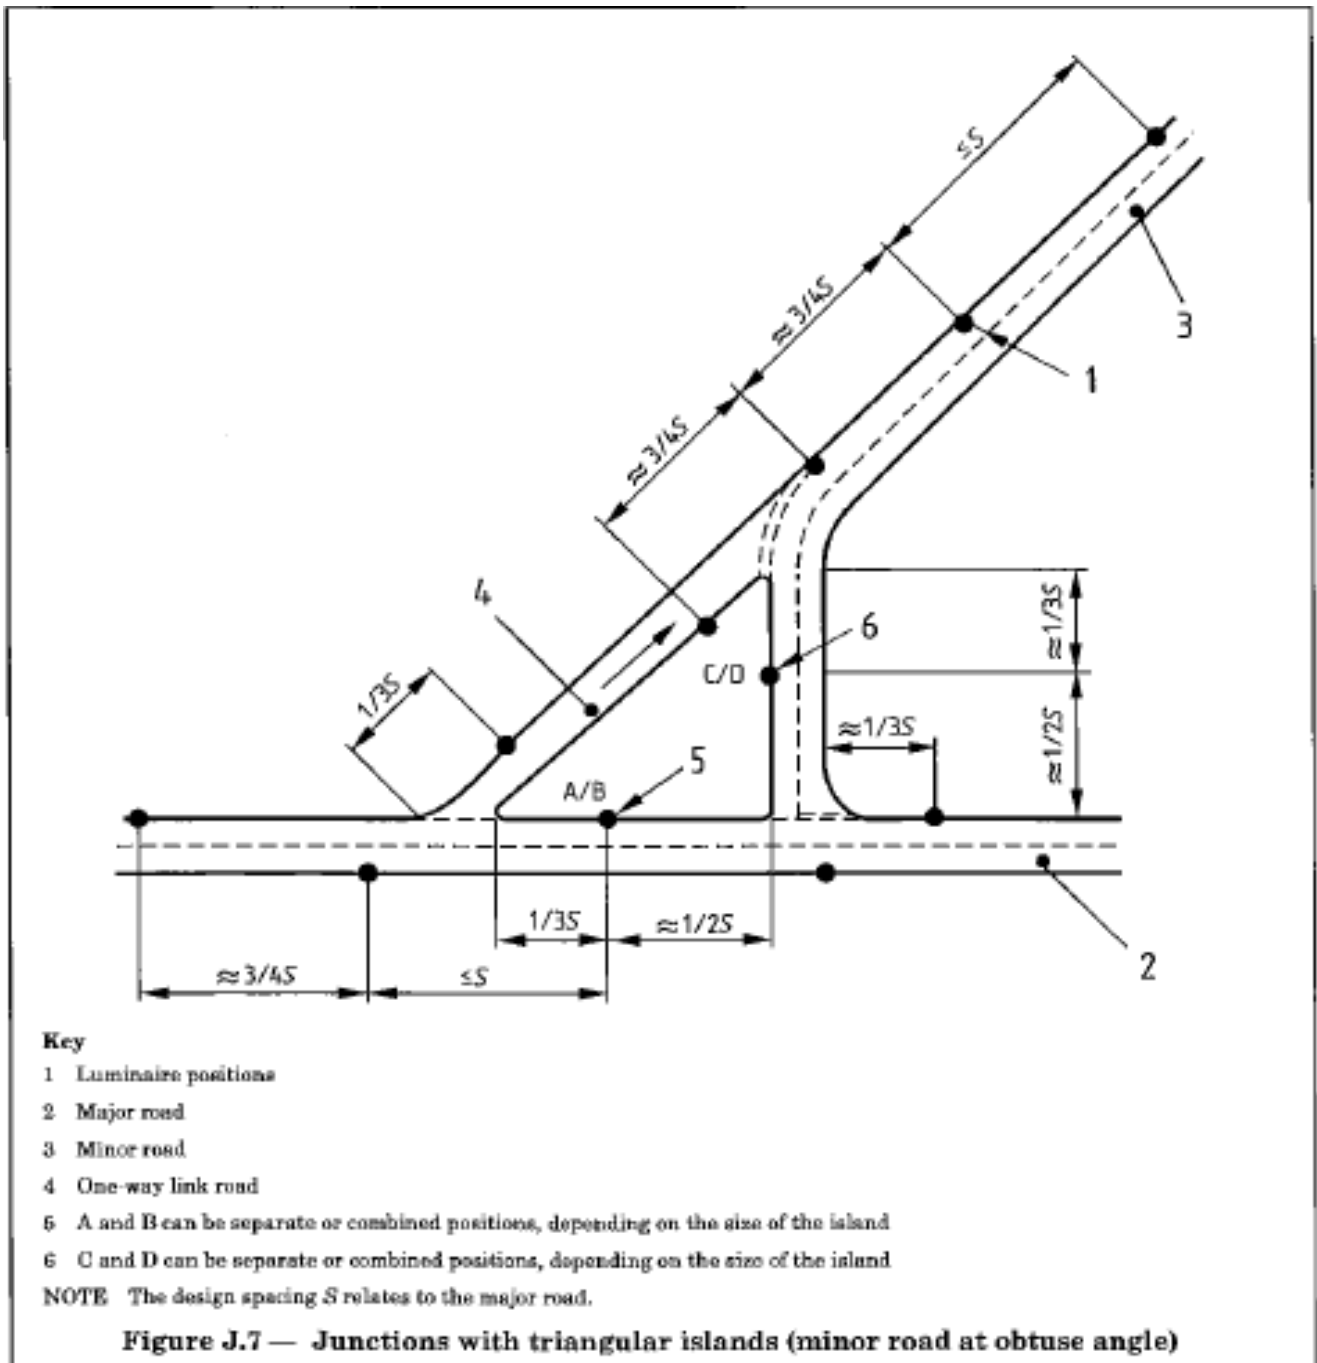 ≤S
≈3/4S
3
1
≈3/4S
4
≈1/3S
6
C/D
1/3S
≈1/3S
≈1/2S
5
A/B
1/3S
≈1/2S
2
≈3/4S
≤S
Key
1 Luminaire positions
2 Major road
3 Minor road
4 One-way link road
5 A and B can be separate or combined positions, depending on the size of the island
6 C and D can be separate or combined positions, depending on the size of the island
NOTE The design spacing S relates to the major road.
Figure J.7 — Junctions with triangular islands (minor road at obtuse angle)